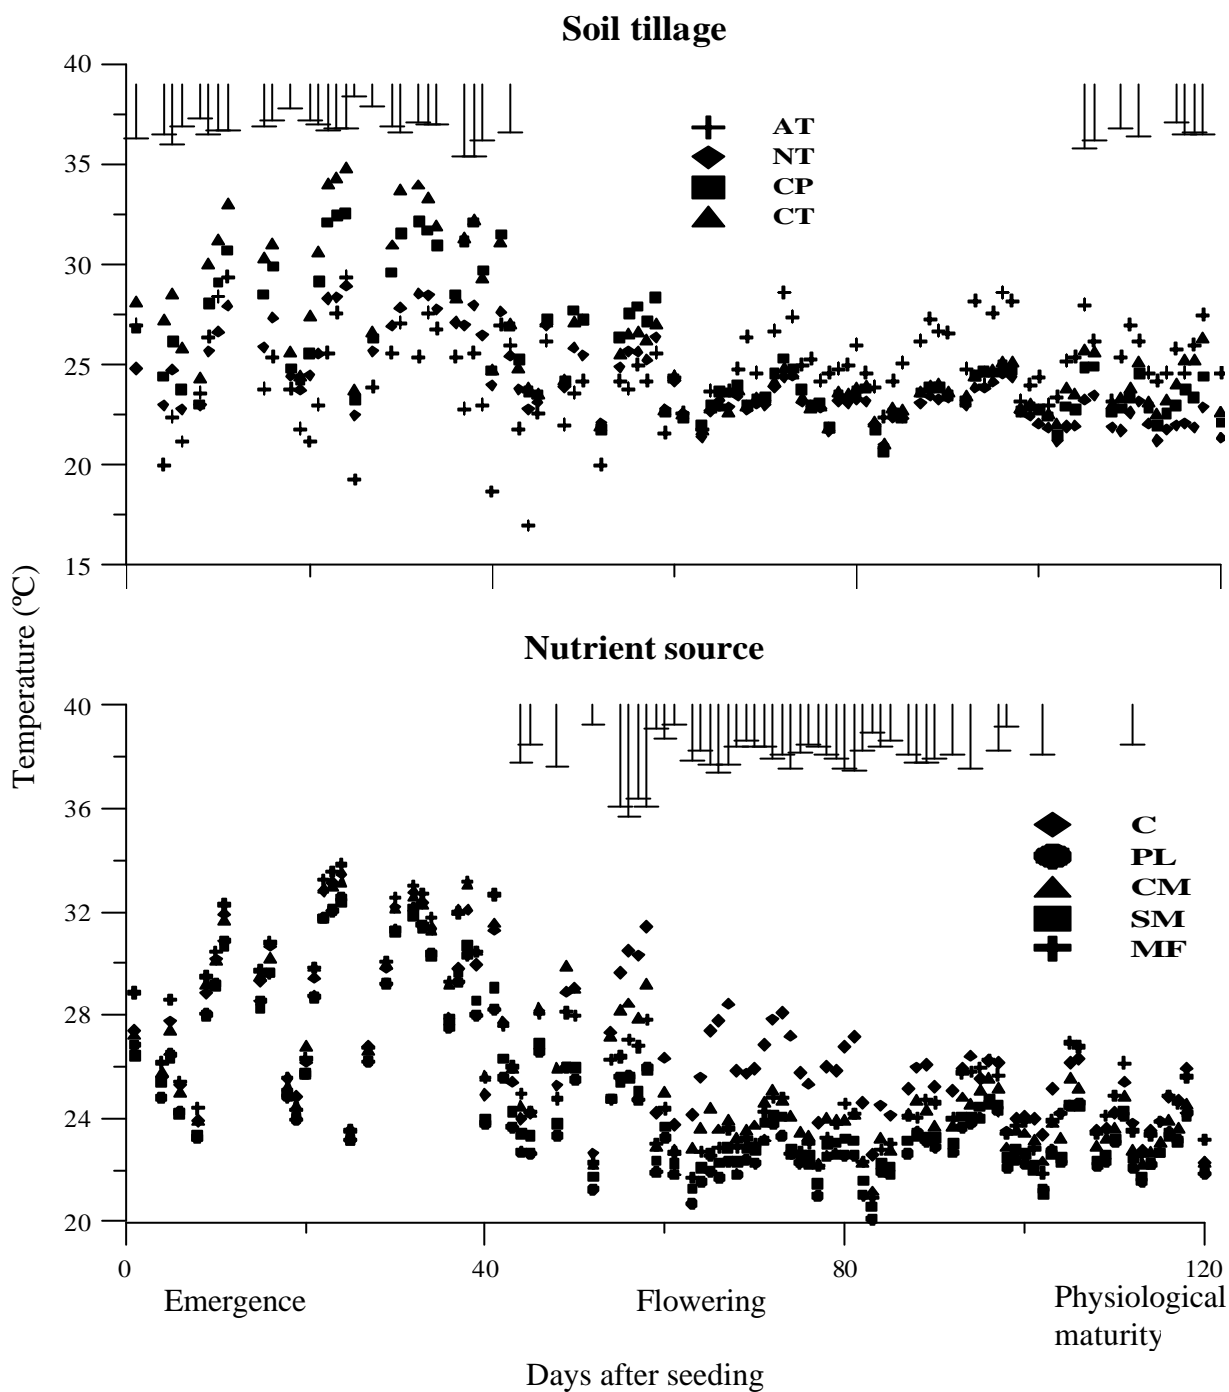 Soil tillage
40
35
30
25
20
15
AT
NT
CP
CT
Temperature (ºC)
Nutrient source
40
36
32
28
24
20
C
PL
CM
SM
MF
0 40 80 120
Emergence Flowering Physiological
maturity
Days after seeding